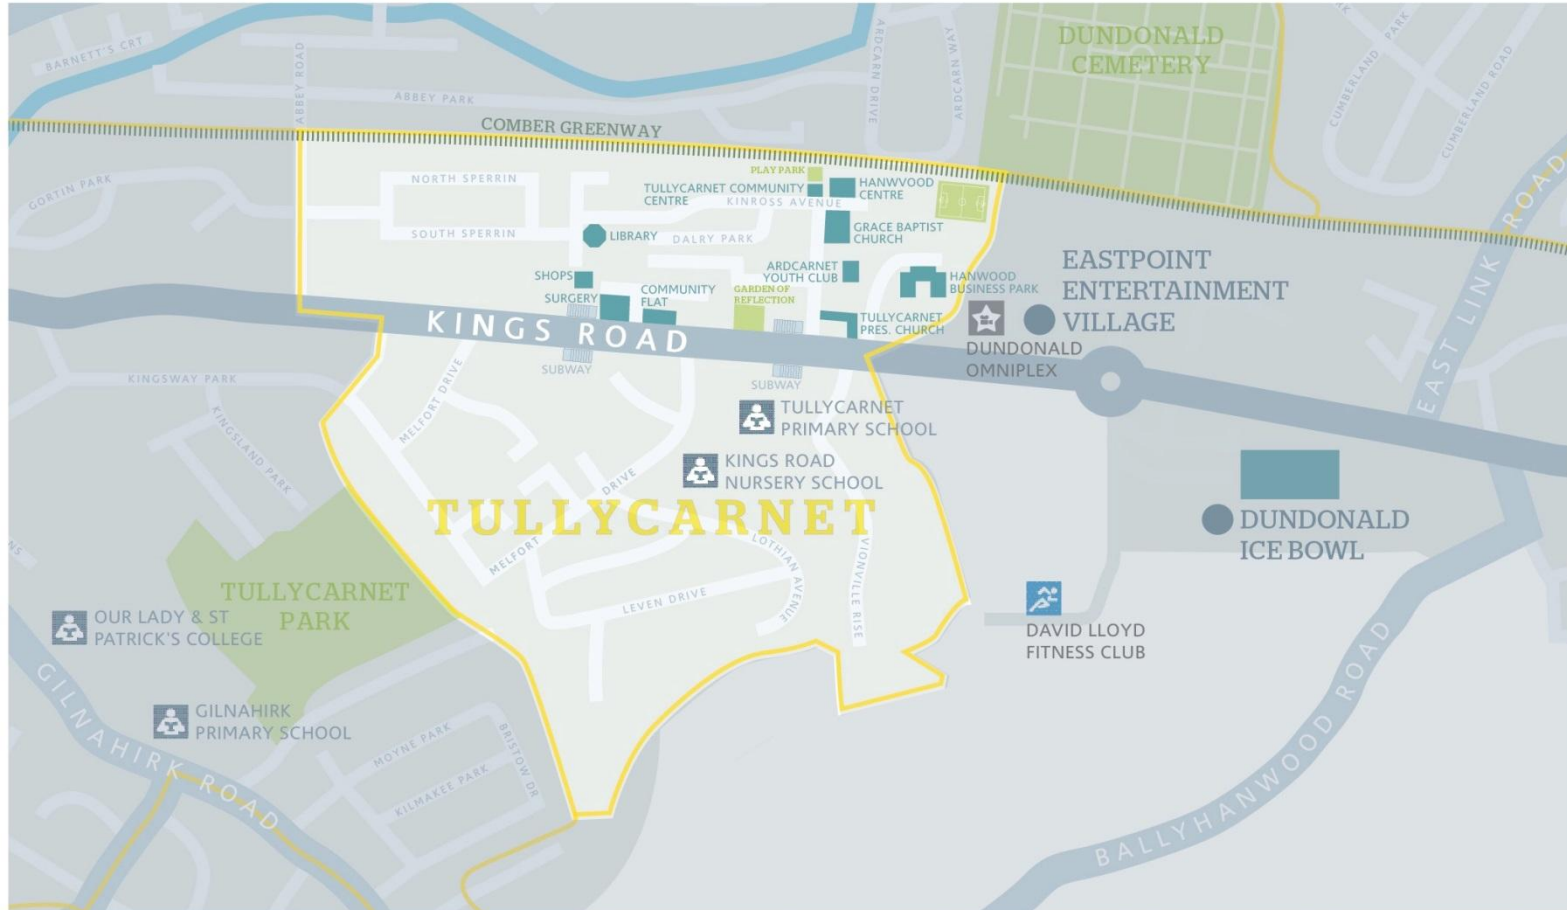 BARNETT'S CRT
ABBEY ROAD
ABBEY PARK
ARDCARN DRIVE
ARDCARN WAY
DUNDONALD
CEMETERY
CUMBERLAND PARK
CUMBERLAND ROAD
COMBER GREENWAY
GORTIN PARK
NORTH SPERRIN
SOUTH SPERRIN
PLAY PARK
TULLYCARNET COMMUNITY
CENTRE
HANWVOOD
CENTRE
KINROSS AVENUE
LIBRARY
DALRY PARK
GRACE BAPTIST
CHURCH
ARDCARNET
YOUTH CLUB
SHOPS
SURGERY
COMMUNITY
FLAT
GARDEN OF
REFLECTION
HANWOOD
BUSINESS PARK
TULLYCARNET
PRES. CHURCH
EASTPOINT
ENTERTAINMENT
VILLAGE
DUNDONALD
OMNIPLEX
EAST LINK ROAD
KINGS ROAD
SUBWAY
SUBWAY
KINGSWAY PARK
KINGSLAND PARK
MELFORT DRIVE
TULLYCARNET
PRIMARY SCHOOL
KINGS ROAD
NURSERY SCHOOL
TULLYCARNET
MELFORT DRIVE
LOTHIAN AVENUE
VIONVILLE RISE
LEVEN DRIVE
DUNDONALD
ICE BOWL
NS
TULLYCARNET
PARK
OUR LADY & ST
PATRICK'S COLLEGE
DAVID LLOYD
FITNESS CLUB
GILNAHIRK
PRIMARY SCHOOL
GILNAHIRK ROAD
MOYNE PARK
KILMAKEE PARK
BRISTOW DR
BALLYHANWOOD ROAD